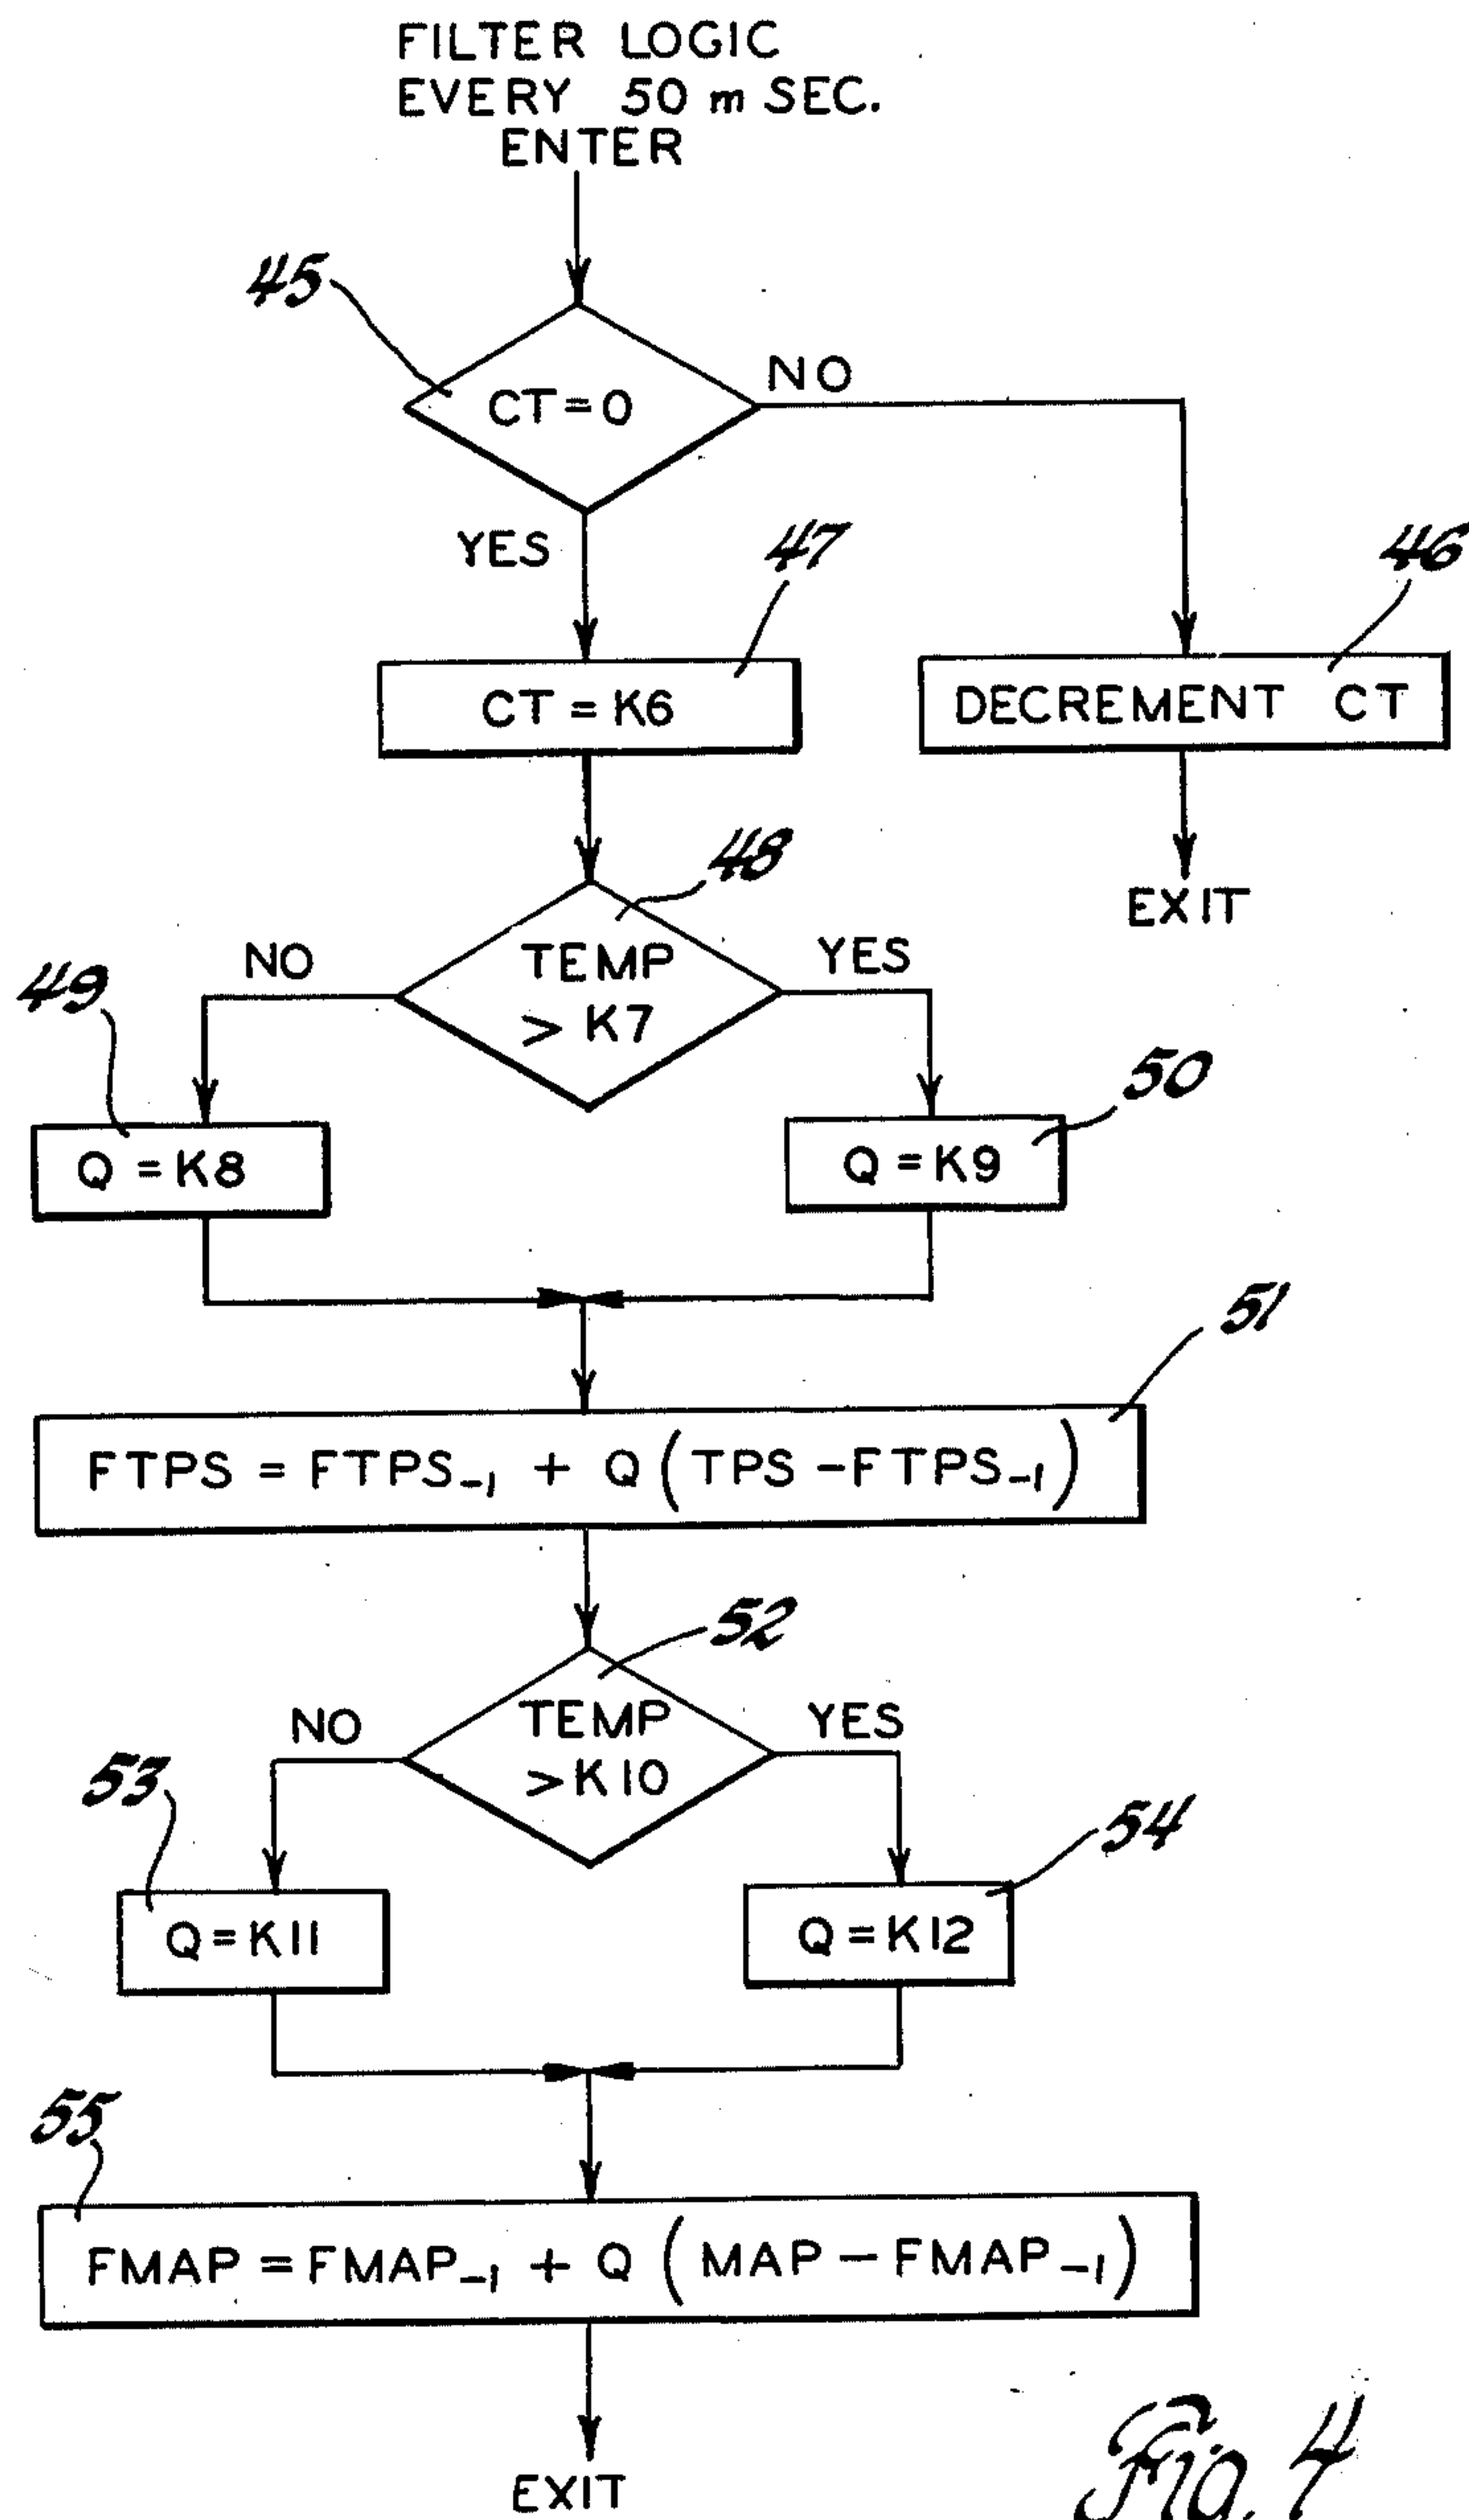 FILTER LOGIC
EVERY 50 m SEC.
ENTER
45
CT=0
NO
YES
47
46
CT=K6
DECREMENT CT
48
EXIT
NO
TEMP
> K7
YES
49
50
Q=K8
Q=K9
51
FTPS = FTPS-1 + Q(TPS-FTPS-1)
52
NO
TEMP
>K10
YES
53
54
Q=K11
Q=K12
55
FMAP=FMAP-1 + Q(MAP-FMAP-1)
EXIT
Fig. 4